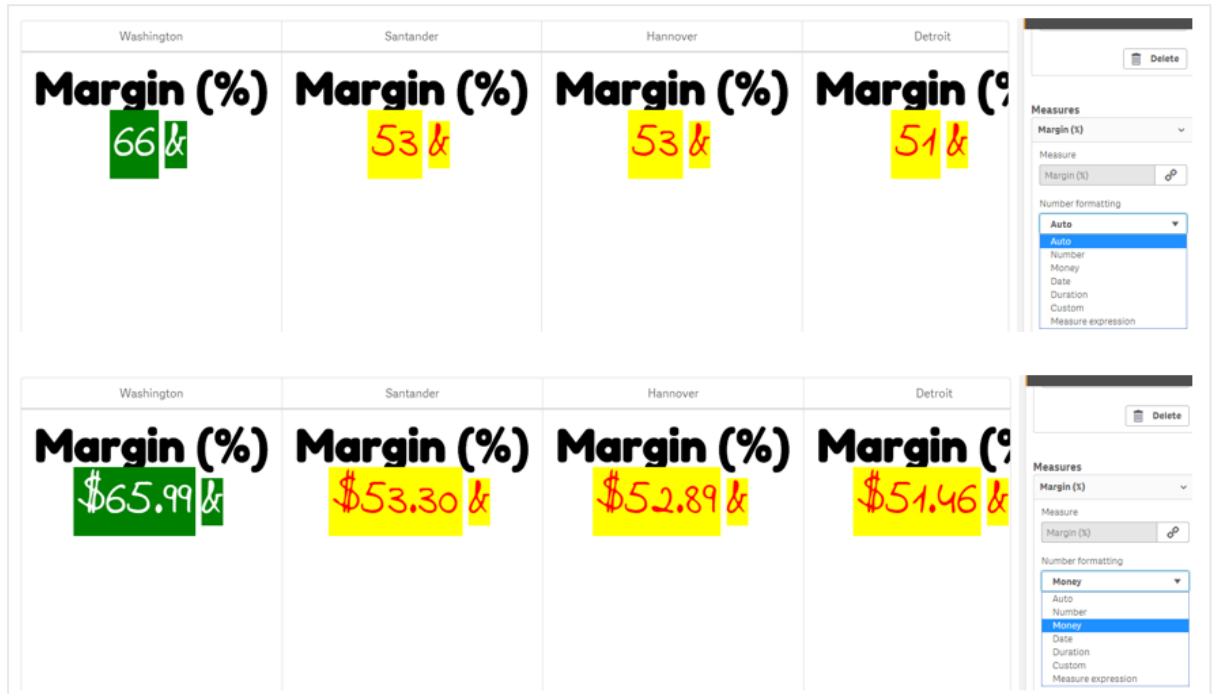 Washington Santander Hannover Detroit
Delete
Margin (%) Margin (%) Margin (%) Margin (%
66 & 53 & 53 & 51 &
Measures
Margin (%)
Measure
Margin (%)
Number formatting
Auto
Auto
Number
Money
Date
Duration
Custom
Measure expression
Washington Santander Hannover Detroit
Delete
Margin (%) Margin (%) Margin (%) Margin (%
$65.99 & $53.30 & $52.89 & $51.46 &
Measures
Margin (%)
Measure
Margin (%)
Number formatting
Money
Auto
Number
Money
Date
Duration
Custom
Measure expression